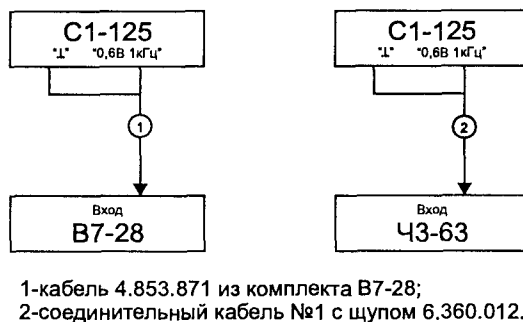 С1-125
"⊥" "0,6В 1кГц"
1
Вход
В7-28
С1-125
"⊥" "0,6В 1кГц"
2
Вход
Ч3-63
1-кабель 4.853.871 из комплекта В7-28;
2-соединительный кабель №1 с щупом 6.360.012.